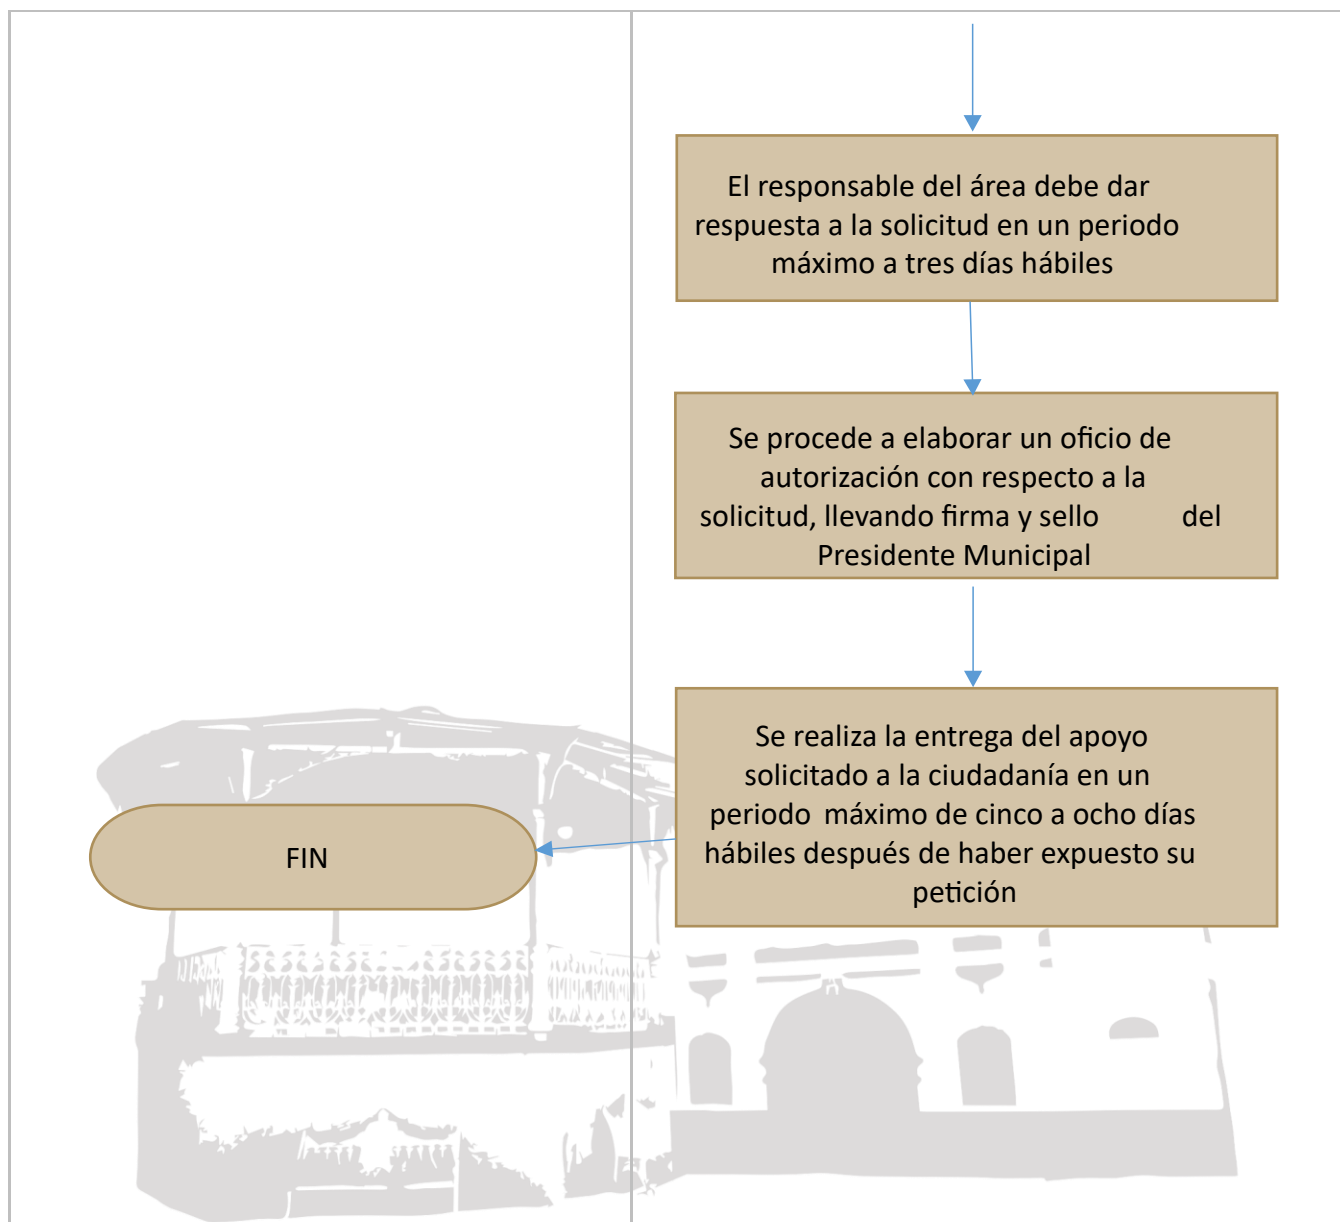 El responsable del área debe dar
respuesta a la solicitud en un periodo
máximo a tres días hábiles
Se procede a elaborar un oficio de
autorización con respecto a la
solicitud, llevando firma y sello del
Presidente Municipal
Se realiza la entrega del apoyo
solicitado a la ciudadanía en un
periodo máximo de cinco a ocho días
hábiles después de haber expuesto su
petición
FIN